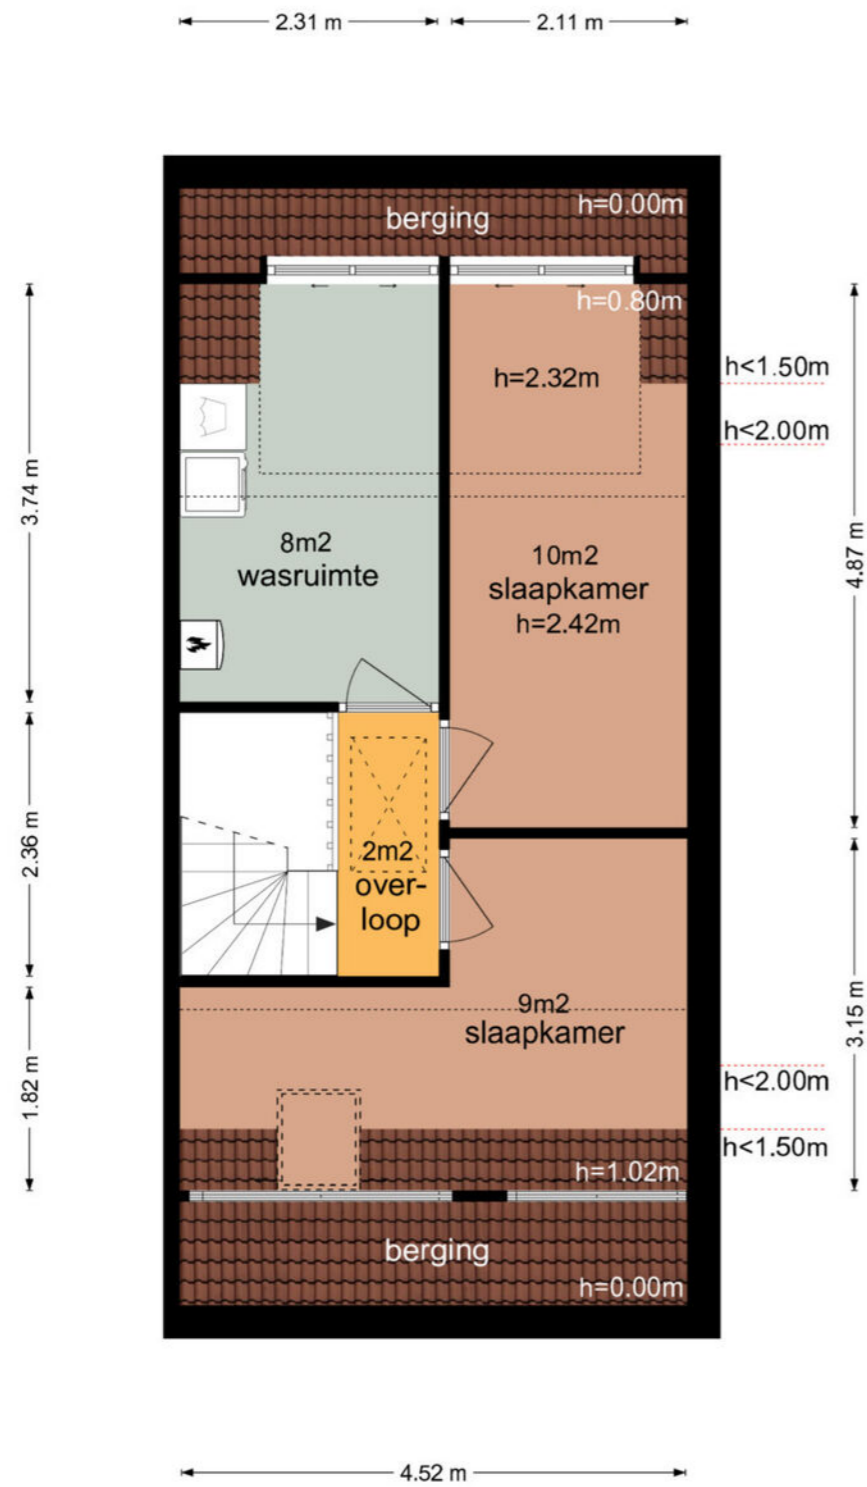 2.31 m
2.11 m
h=0.00m
berging
h=0.80m
h<1.50m
h=2.32m
h<2.00m
3.74 m
4.87 m
8m2
wasruimte
10m2
slaapkamer
h=2.42m
2.36 m
2m2
over-
loop
9m2
slaapkamer
3.15 m
1.82 m
h<2.00m
h<1.50m
h=1.02m
berging
h=0.00m
4.52 m